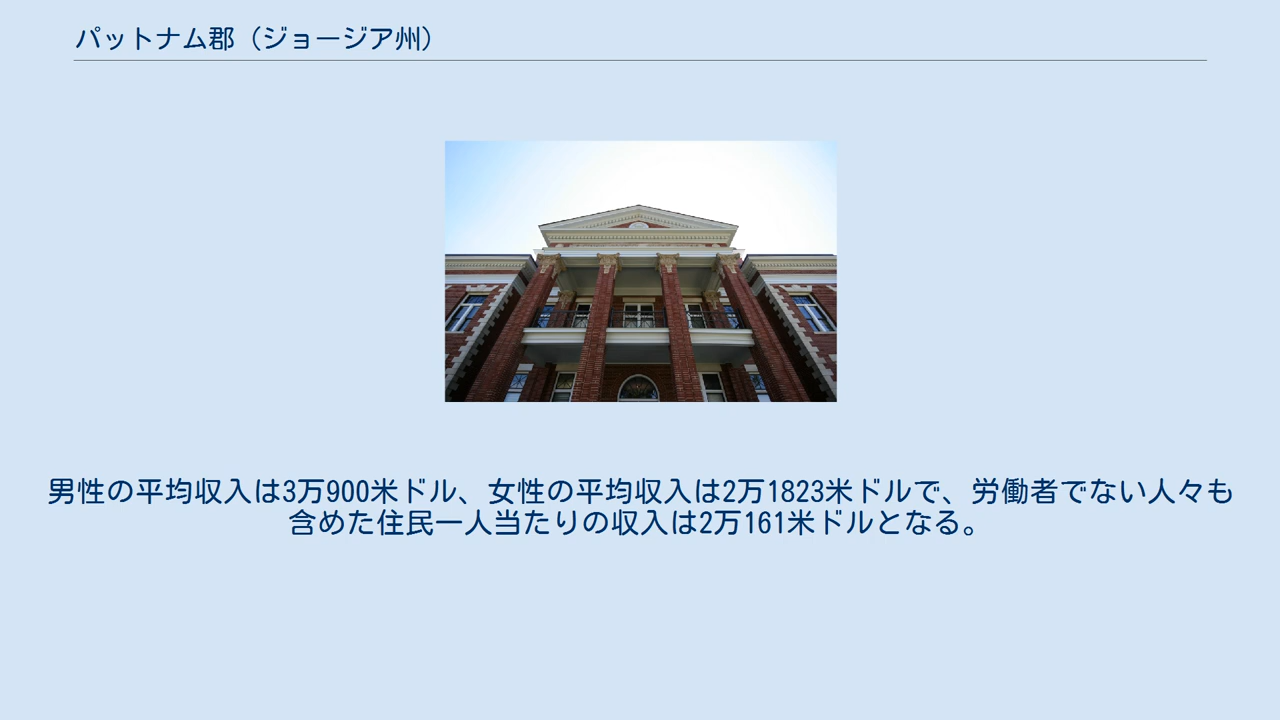 パットナム郡（ジョージア州）
男性の平均収入は3万900米ドル、女性の平均収入は2万1823米ドルで、労働者でない人々も
含めた住民一人当たりの収入は2万161米ドルとなる。